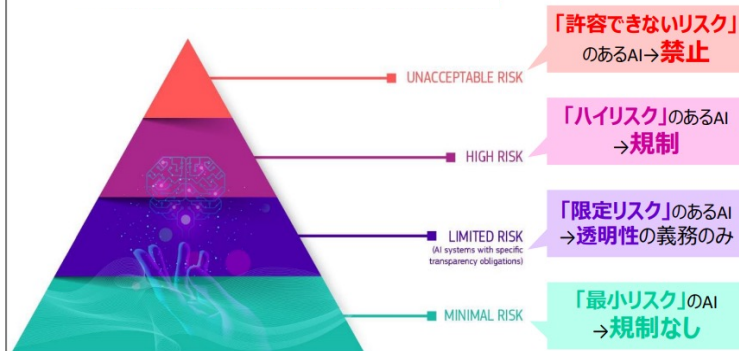 UNACCEPTABLE RISK
「許容できないリスク」
のあるAI→禁止
HIGH RISK
「ハイリスク」のあるAI
→規制
LIMITED RISK
(AI systems with specific
transparency obligations)
「限定リスク」のあるAI
→透明性の義務のみ
MINIMAL RISK
「最小リスク」のAI
→規制なし